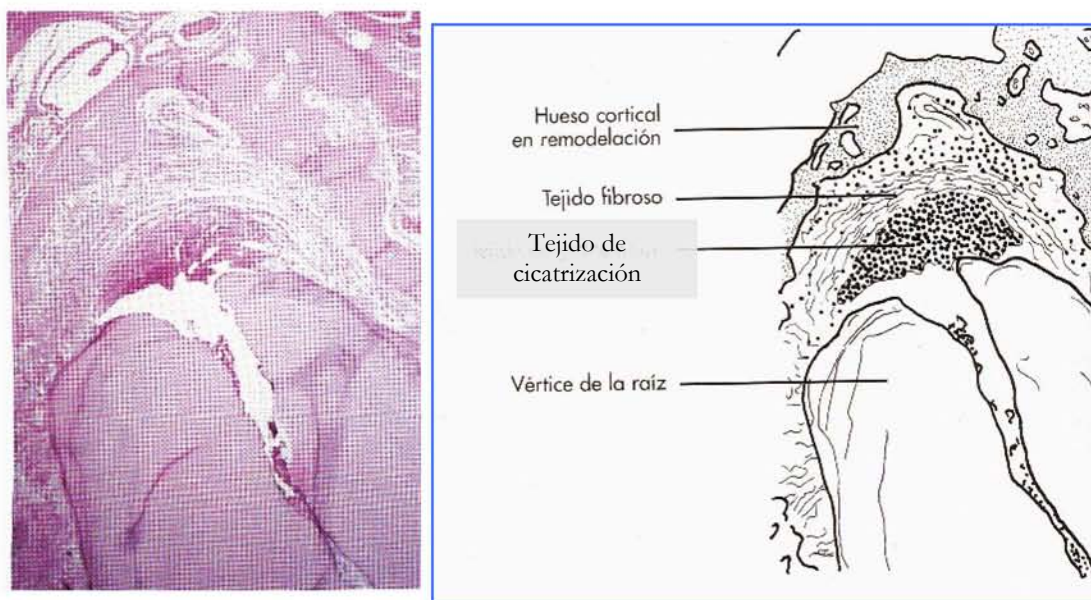 Hueso cortical
en remodelación
Tejido fibroso
Tejido de
cicatrización
Vértice de la raíz